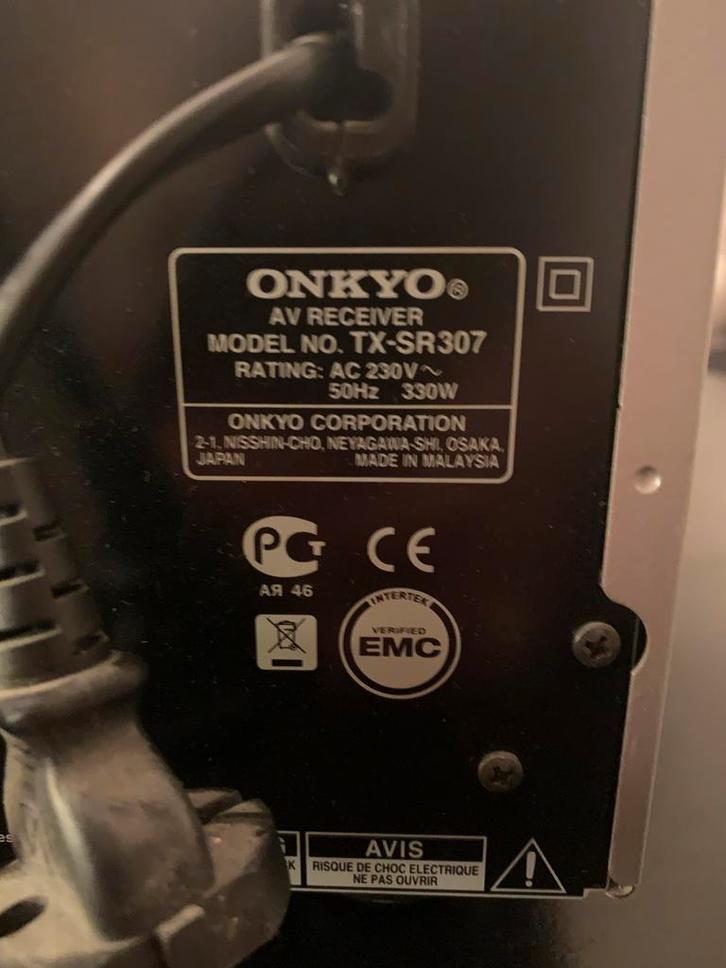 ONKYO®
AV RECEIVER
MODEL NO. TX-SR307
RATING: AC 230V ~
50Hz 330W
ONKYO CORPORATION
2-1, NISSHIN-CHO, NEYAGAWA-SHI, OSAKA,
JAPAN MADE IN MALAYSIA
РСТ CE
АЯ 46
INTERTEK
VERIFIED
EMC
AVIS
RISQUE DE CHOC ELECTRIQUE
NE PAS OUVRIR